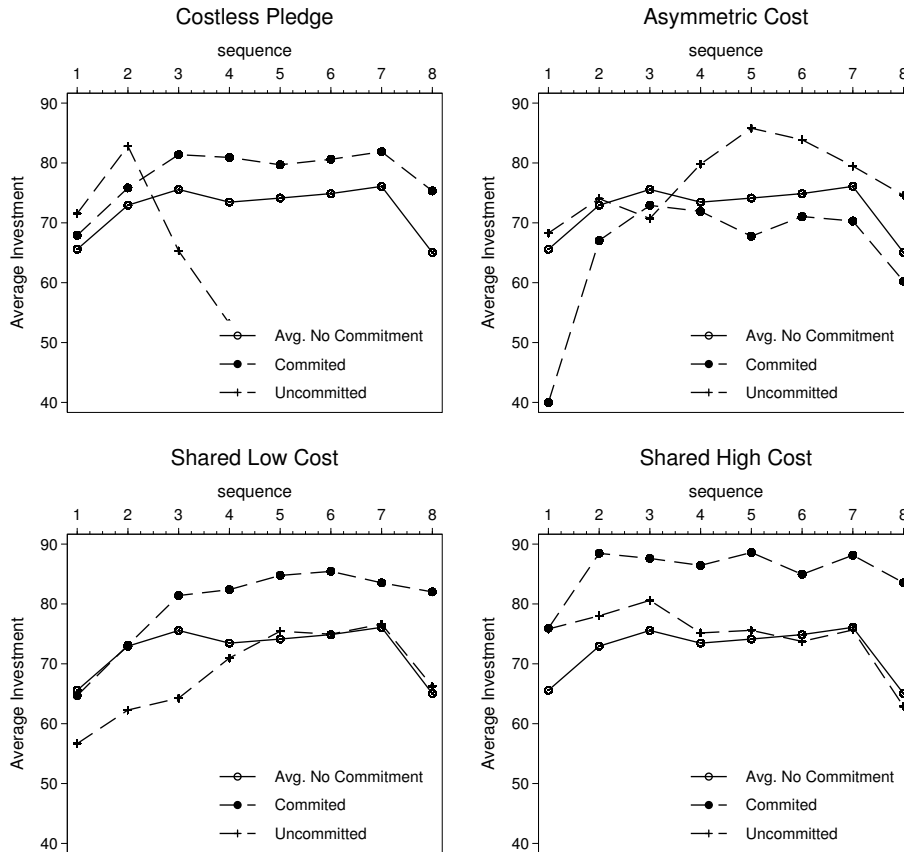 Costless Pledge
sequence
1 2 3 4 5 6 7 8
90
80
70
60
50
40
Average Investment
Avg. No Commitment
Commited
Uncommitted
Asymmetric Cost
sequence
1 2 3 4 5 6 7 8
90
80
70
60
50
40
Average Investment
Avg. No Commitment
Commited
Uncommitted
Shared Low Cost
sequence
1 2 3 4 5 6 7 8
90
80
70
60
50
40
Average Investment
Avg. No Commitment
Commited
Uncommitted
Shared High Cost
sequence
1 2 3 4 5 6 7 8
90
80
70
60
50
40
Average Investment
Avg. No Commitment
Commited
Uncommitted